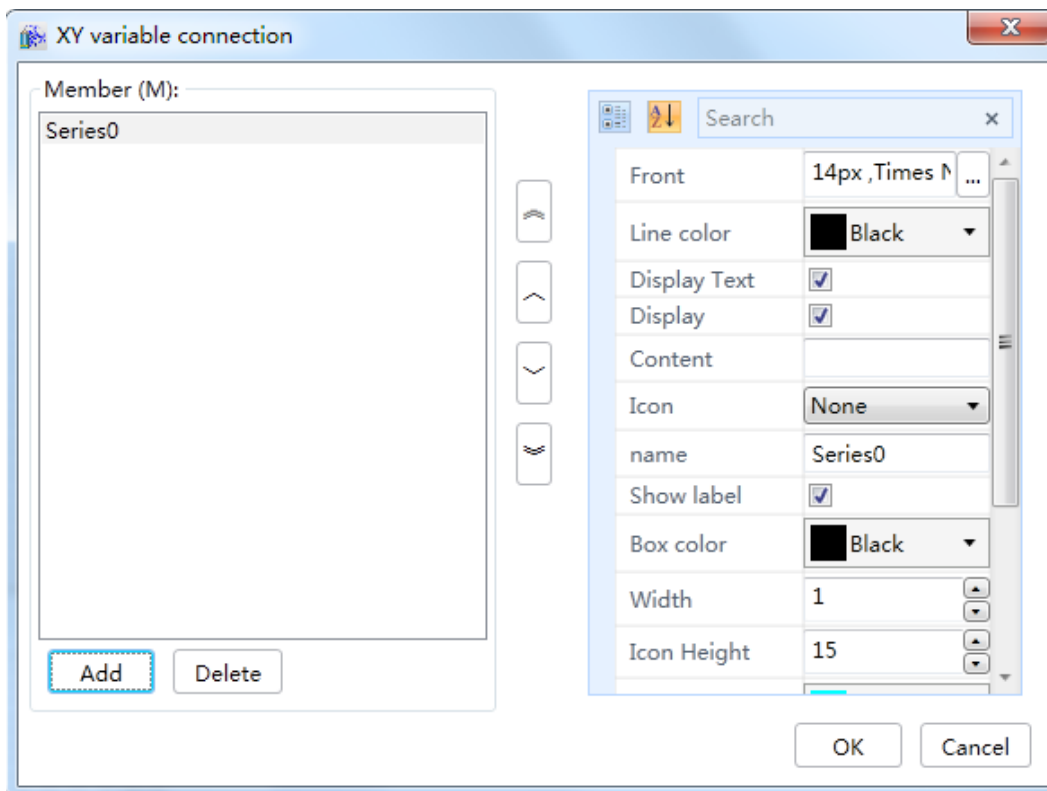 XY variable connection
Member (M):
Series0
Search
Front 14px ,Times N ...
Line color Black
Display Text
Display
Content
Icon None
name Series0
Show label
Box color Black
Width 1
Icon Height 15
Add Delete
OK Cancel